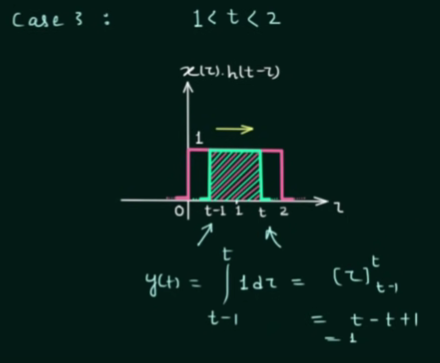 Case 3 : 1 < t < 2
x(τ).h(t-τ)
1
0 t-1 1 t 2 τ
y(t) = ∫_{t-1}^{t} 1 dτ = [τ]_{t-1}^{t}
= t - t + 1
= 1